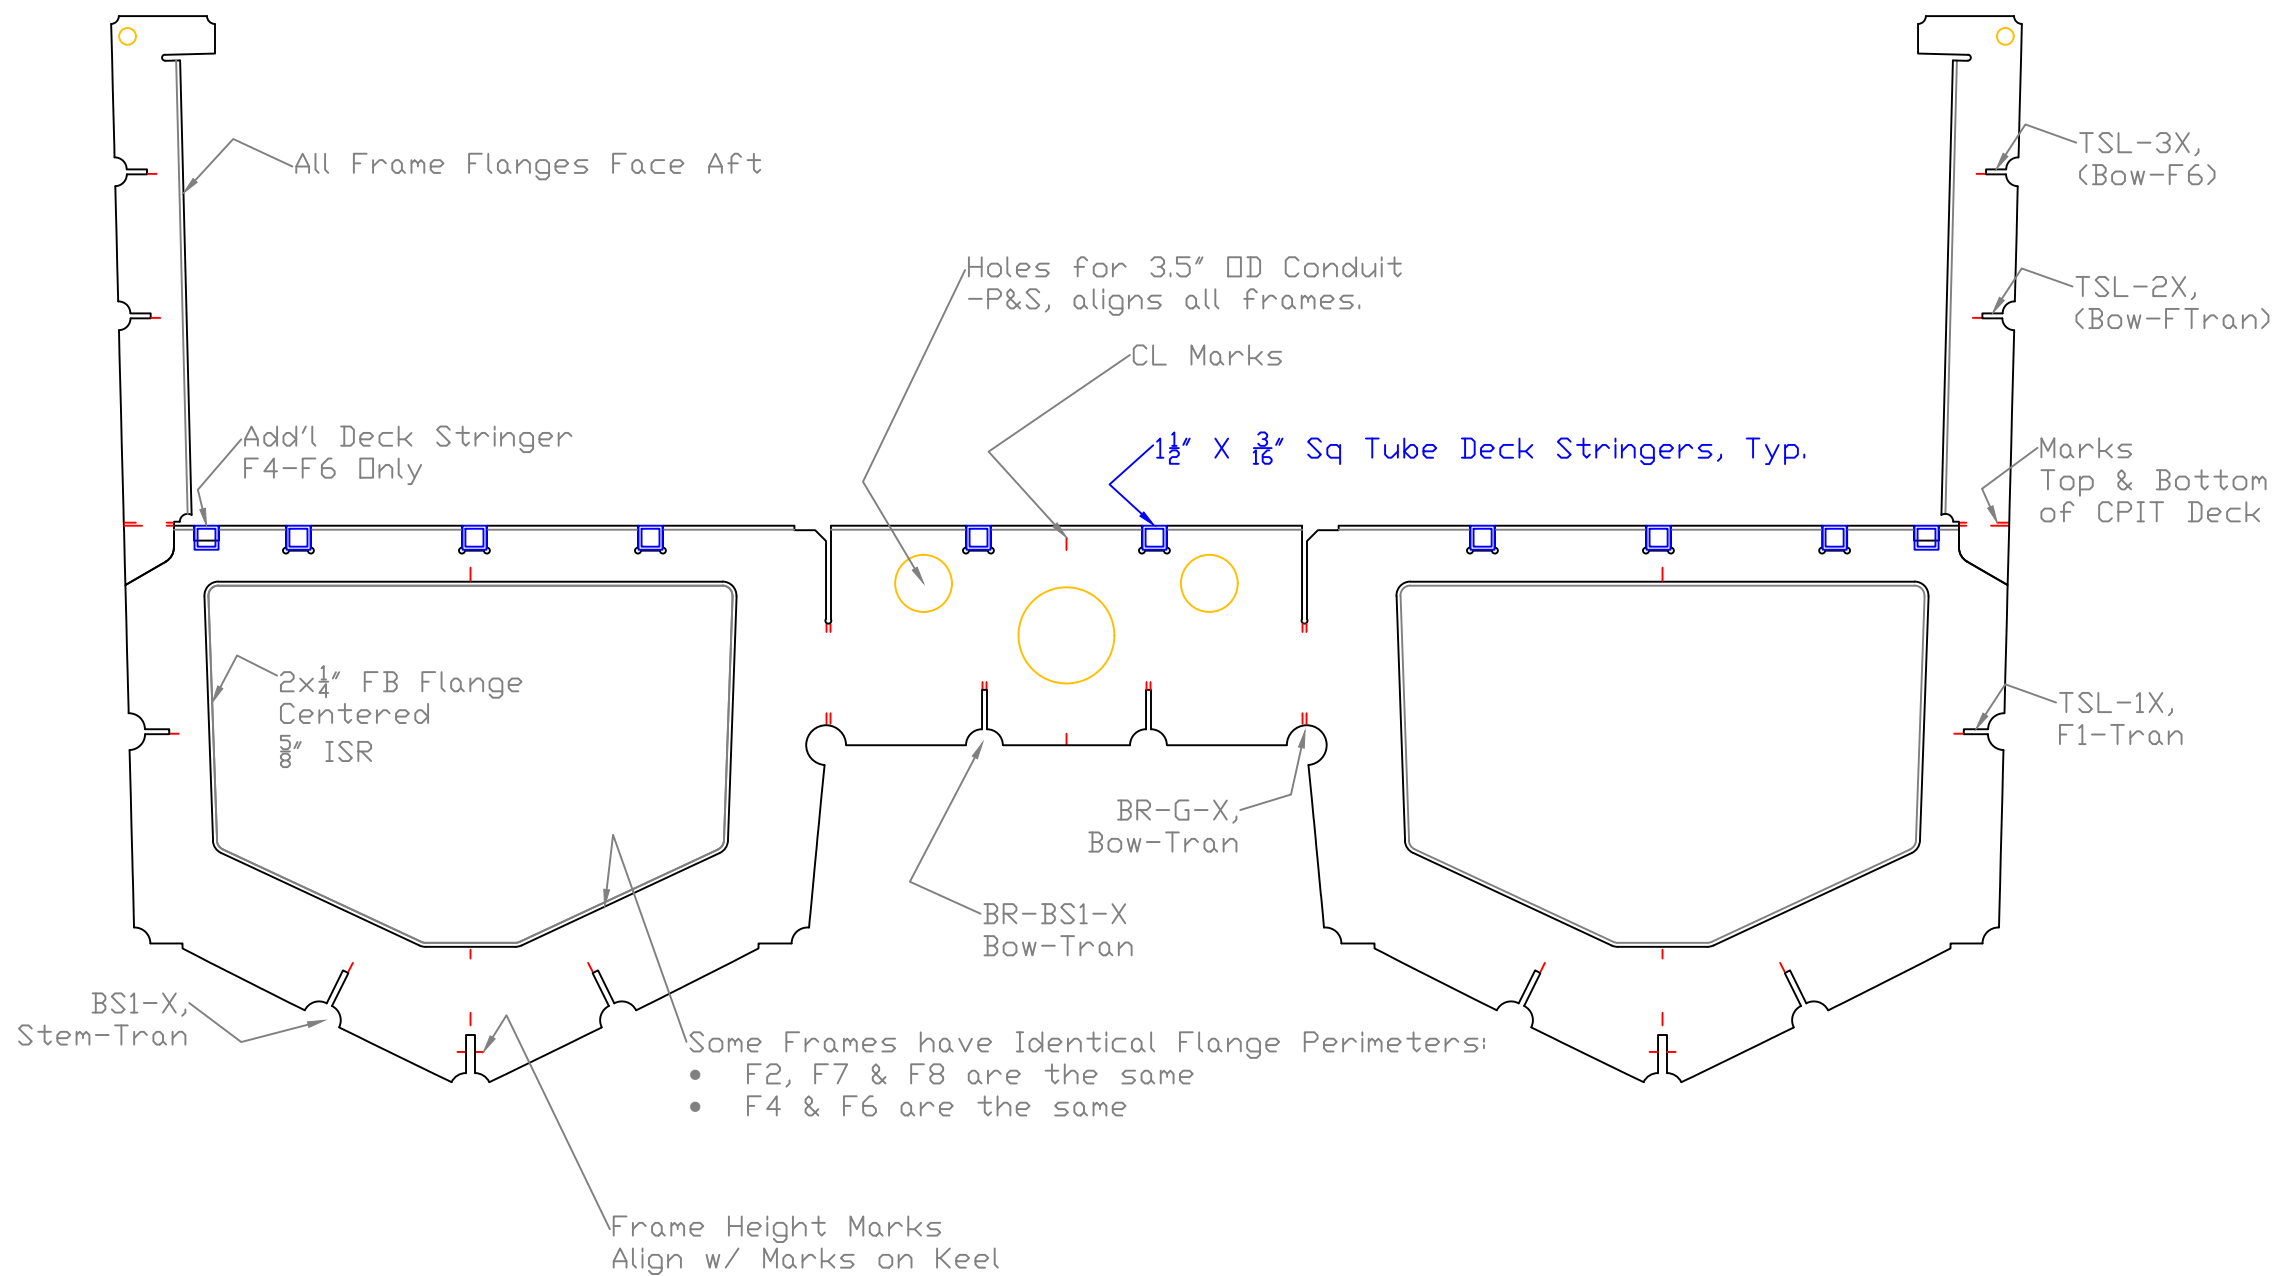 All Frame Flanges Face Aft
TSL-3X,
(Bow-F6)
Holes for 3.5" OD Conduit
-P&S, aligns all frames.
TSL-2X,
(Bow-FTran)
CL Marks
Add'l Deck Stringer
F4-F6 Only
1 1/2" X 3/16" Sq Tube Deck Stringers, Typ.
Marks
Top & Bottom
of CPIT Deck
2x1/4" FB Flange
Centered
5/8" ISR
TSL-1X,
F1-Tran
BR-G-X,
Bow-Tran
BR-BS1-X
Bow-Tran
BS1-X,
Stem-Tran
Some Frames have Identical Flange Perimeters:
• F2, F7 & F8 are the same
• F4 & F6 are the same
Frame Height Marks
Align w/ Marks on Keel